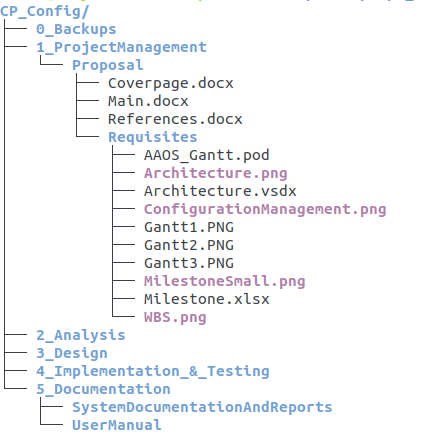 CP_Config/
0_Backups
1_ProjectManagement
Proposal
Coverpage.docx
Main.docx
References.docx
Requisites
AAOS_Gantt.pod
Architecture.png
Architecture.vsdx
ConfigurationManagement.png
Gantt1.PNG
Gantt2.PNG
Gantt3.PNG
MilestoneSmall.png
Milestone.xlsx
WBS.png
2_Analysis
3_Design
4_Implementation_&_Testing
5_Documentation
SystemDocumentationAndReports
UserManual